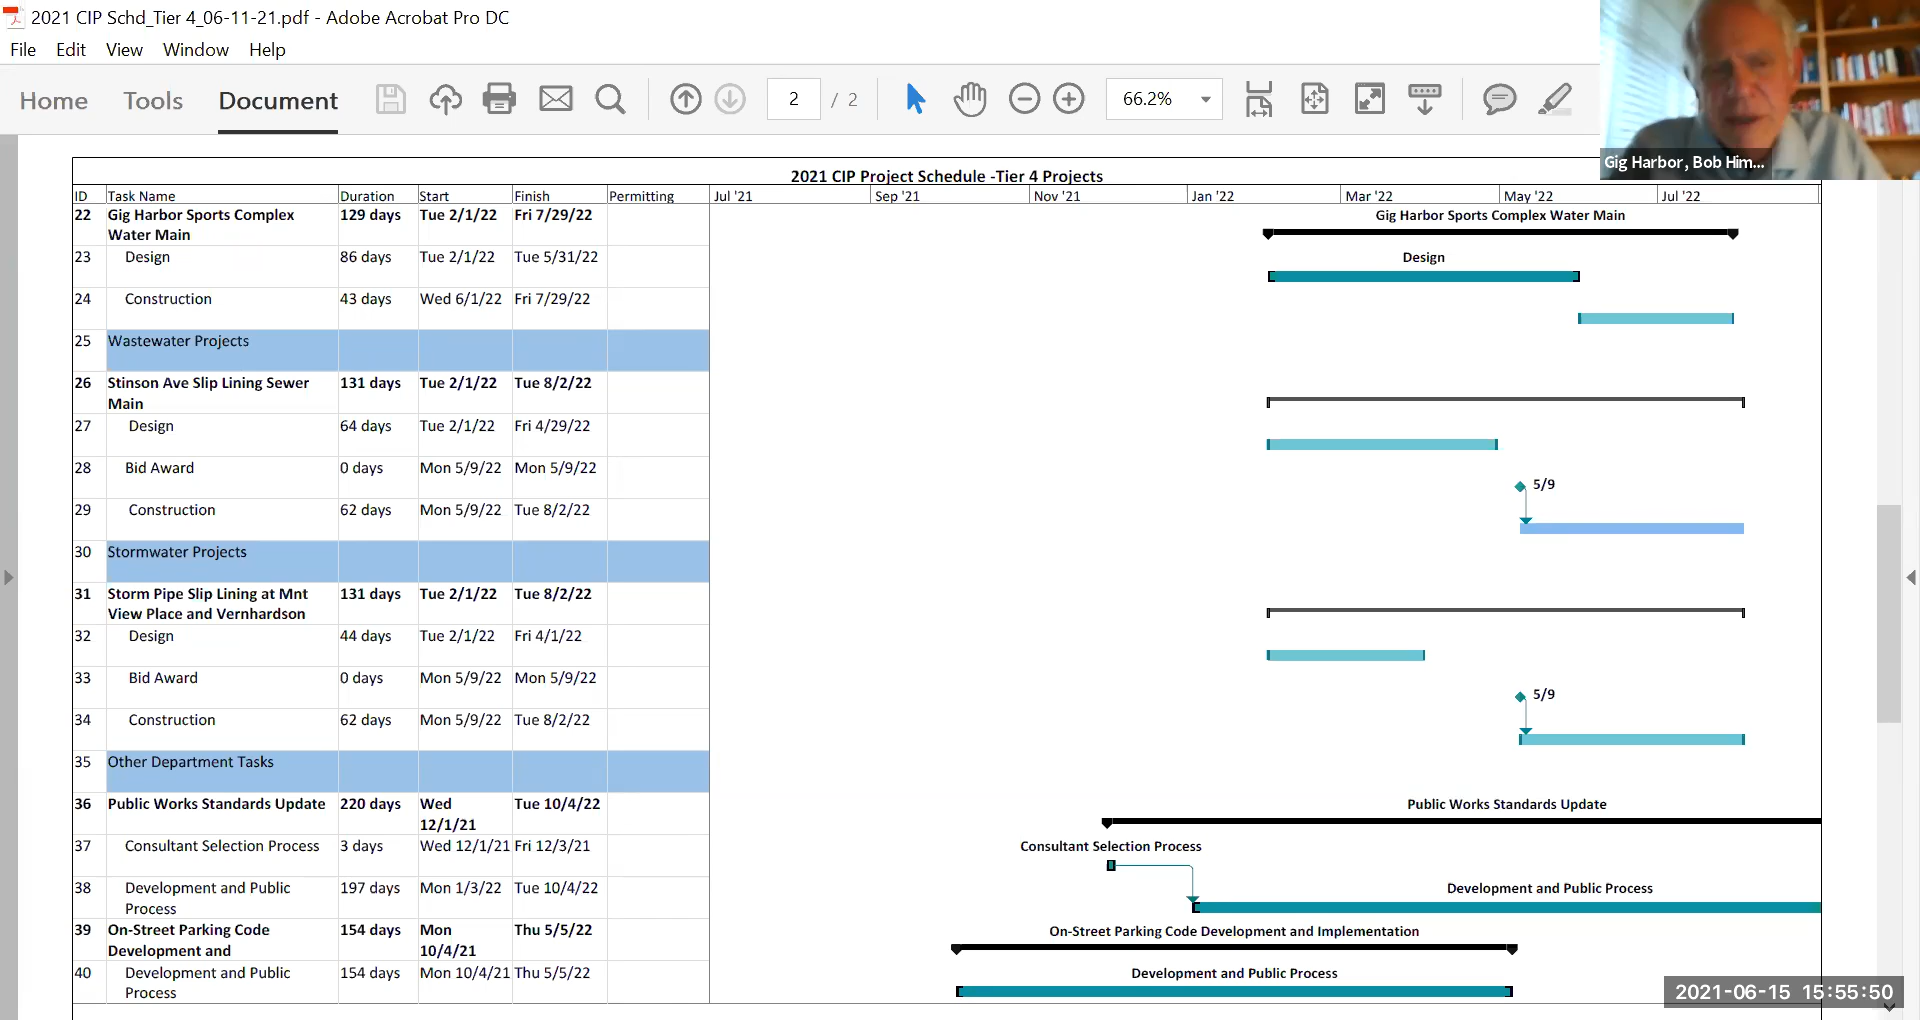 2021 CIP Schd_Tier 4_06-11-21.pdf - Adobe Acrobat Pro DC
File Edit View Window Help
Home Tools Document 2 / 2 66.2%
Gig Harbor, Bob Him...
2021 CIP Project Schedule -Tier 4 Projects
ID Task Name Duration Start Finish Permitting Jul '21 Sep '21 Nov '21 Jan '22 Mar '22 May '22 Jul '22
22 Gig Harbor Sports Complex 129 days Tue 2/1/22 Fri 7/29/22 Gig Harbor Sports Complex Water Main
Water Main
23 Design 86 days Tue 2/1/22 Tue 5/31/22 Design
24 Construction 43 days Wed 6/1/22 Fri 7/29/22
25 Wastewater Projects
26 Stinson Ave Slip Lining Sewer 131 days Tue 2/1/22 Tue 8/2/22
Main
27 Design 64 days Tue 2/1/22 Fri 4/29/22
28 Bid Award 0 days Mon 5/9/22 Mon 5/9/22 5/9
29 Construction 62 days Mon 5/9/22 Tue 8/2/22
30 Stormwater Projects
31 Storm Pipe Slip Lining at Mnt 131 days Tue 2/1/22 Tue 8/2/22
View Place and Vernhardson
32 Design 44 days Tue 2/1/22 Fri 4/1/22
33 Bid Award 0 days Mon 5/9/22 Mon 5/9/22 5/9
34 Construction 62 days Mon 5/9/22 Tue 8/2/22
35 Other Department Tasks
36 Public Works Standards Update 220 days Wed Tue 10/4/22 Public Works Standards Update
12/1/21
37 Consultant Selection Process 3 days Wed 12/1/21 Fri 12/3/21 Consultant Selection Process
38 Development and Public 197 days Mon 1/3/22 Tue 10/4/22 Development and Public Process
Process
39 On-Street Parking Code 154 days Mon Thu 5/5/22 On-Street Parking Code Development and Implementation
Development and 10/4/21
40 Development and Public 154 days Mon 10/4/21 Thu 5/5/22 Development and Public Process
Process
2021-06-15 15:55:50